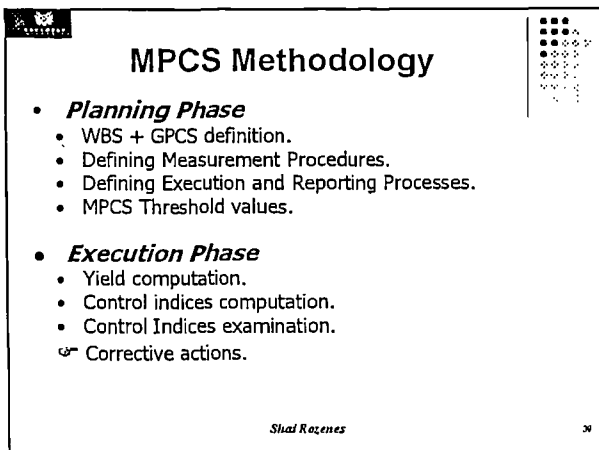 MPCS Methodology
• Planning Phase
• WBS + GPCS definition.
• Defining Measurement Procedures.
• Defining Execution and Reporting Processes.
• MPCS Threshold values.
• Execution Phase
• Yield computation.
• Control indices computation.
• Control Indices examination.
☞ Corrective actions.
Shai Rozenes